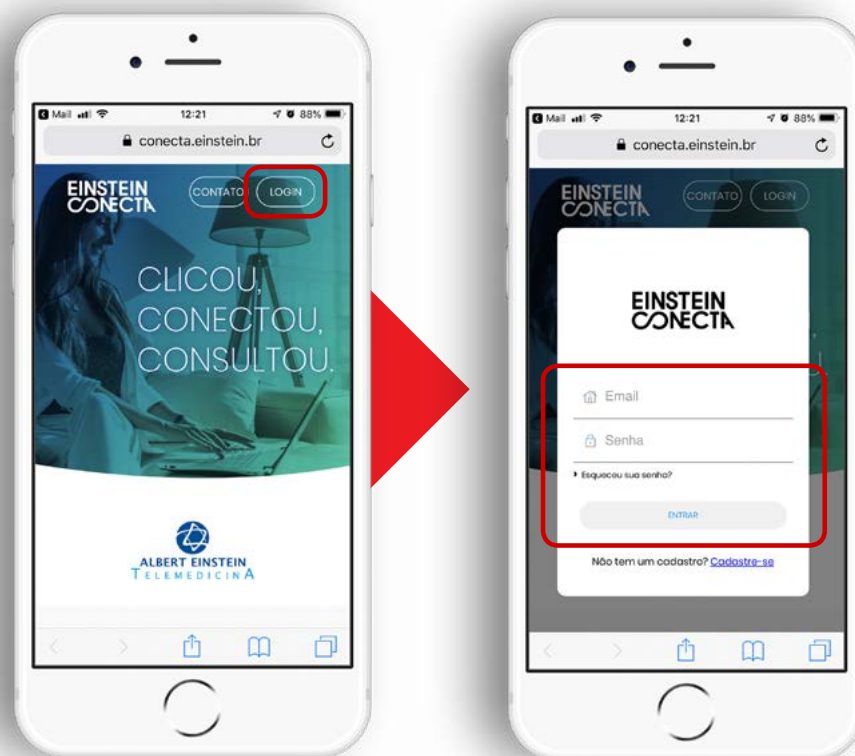 Mail 12:21 88%
conecta.einstein.br
EINSTEIN
CONECTA
CONTATO
LOGIN
CLICOU,
CONECTOU,
CONSULTOU.
ALBERT EINSTEIN
TELEMEDICINA
Mail 12:21 88%
conecta.einstein.br
EINSTEIN
CONECTA
CONTATO
LOGIN
EINSTEIN
CONECTA
Email
Senha
Esqueceu sua senha?
ENTRAR
Não tem um cadastro? Cadastre-se